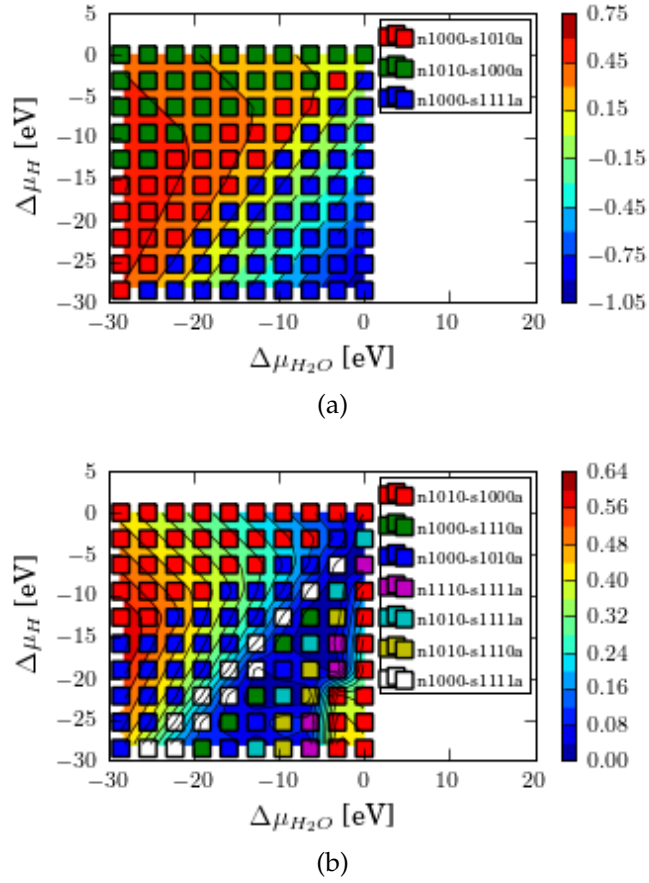 5
0
−5
−10
−15
−20
−25
−30
Δμ_H [eV]
−30 −20 −10 0 10 20
Δμ_{H_2O} [eV]
n1000-s1010a
n1010-s1000a
n1000-s1111a
0.75
0.45
0.15
−0.15
−0.45
−0.75
−1.05
(a)
5
0
−5
−10
−15
−20
−25
−30
Δμ_H [eV]
−30 −20 −10 0 10 20
Δμ_{H_2O} [eV]
n1010-s1000a
n1000-s1110a
n1000-s1010a
n1110-s1111a
n1010-s1111a
n1010-s1110a
n1000-s1111a
0.64
0.56
0.48
0.40
0.32
0.24
0.16
0.08
0.00
(b)